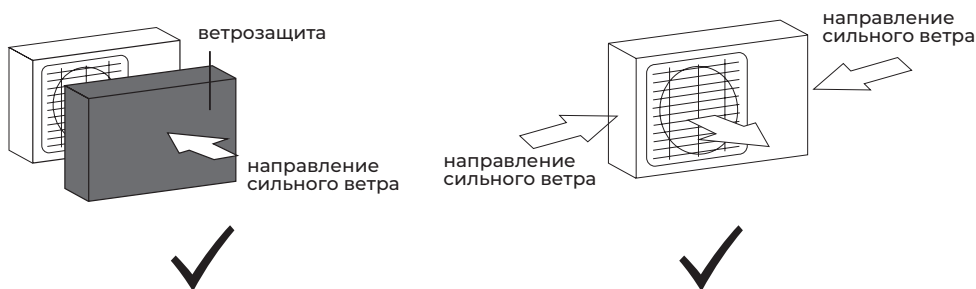 ветрозащита
направление
сильного ветра
направление
сильного ветра
направление
сильного ветра